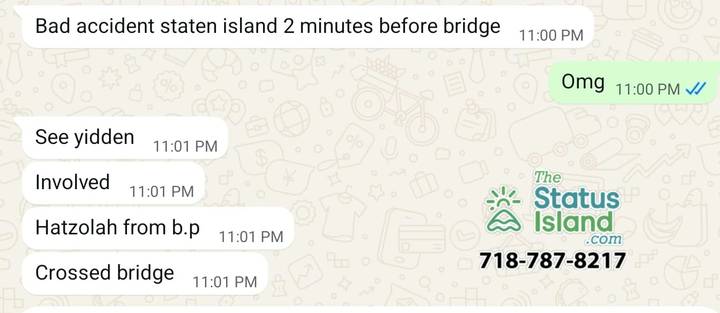 Bad accident staten island 2 minutes before bridge 11:00 PM
Omg 11:00 PM
See yidden 11:01 PM
Involved 11:01 PM
The
Status
Island
.com
718-787-8217
Hatzolah from b.p 11:01 PM
Crossed bridge 11:01 PM